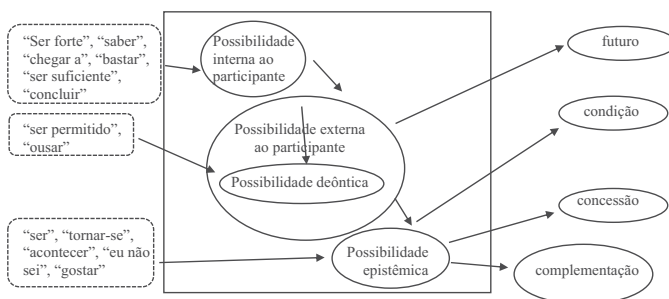 “Ser forte”, “saber”,
“chegar a”, “bastar”,
“ser suficiente”,
“concluir”
“ser permitido”,
“ousar”
“ser”, “tornar-se”,
“acontecer”, “eu não
sei”, “gostar”
Possibilidade
interna ao
participante
Possibilidade externa
ao participante
Possibilidade deôntica
Possibilidade
epistêmica
futuro
condição
concessão
complementação